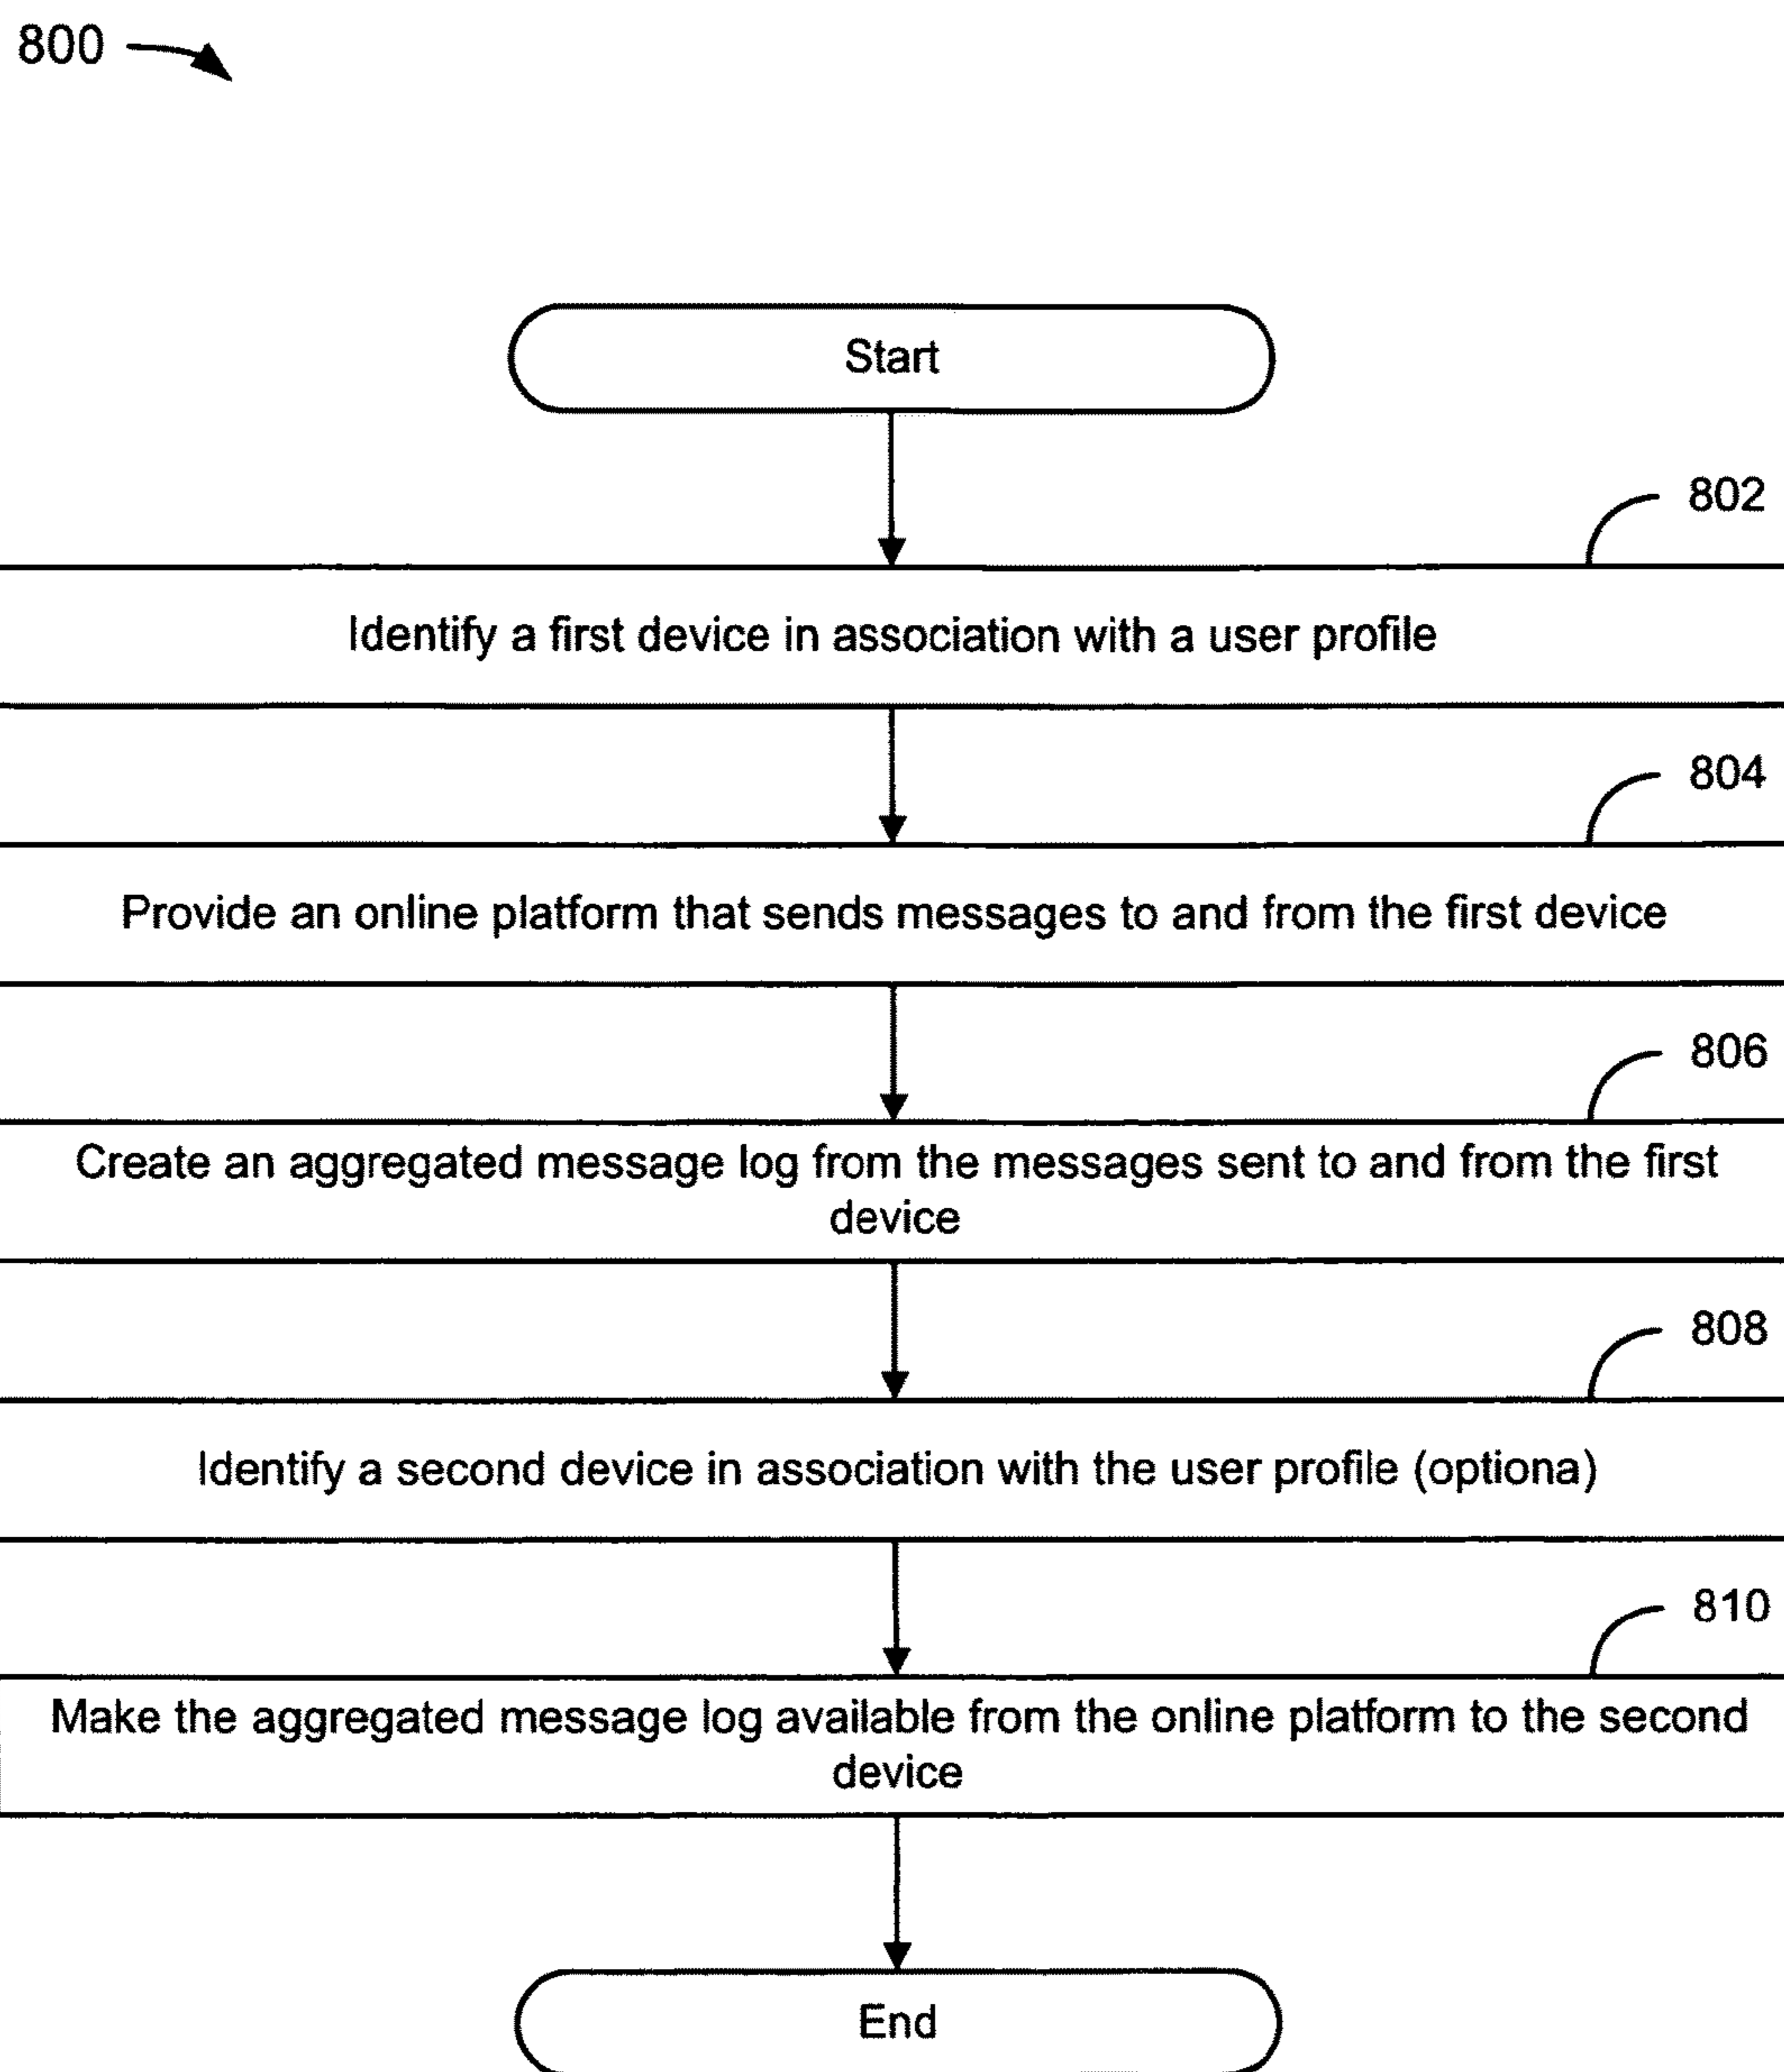 800
Start
802
Identify a first device in association with a user profile
804
Provide an online platform that sends messages to and from the first device
806
Create an aggregated message log from the messages sent to and from the first
device
808
Identify a second device in association with the user profile (optiona)
810
Make the aggregated message log available from the online platform to the second
device
End